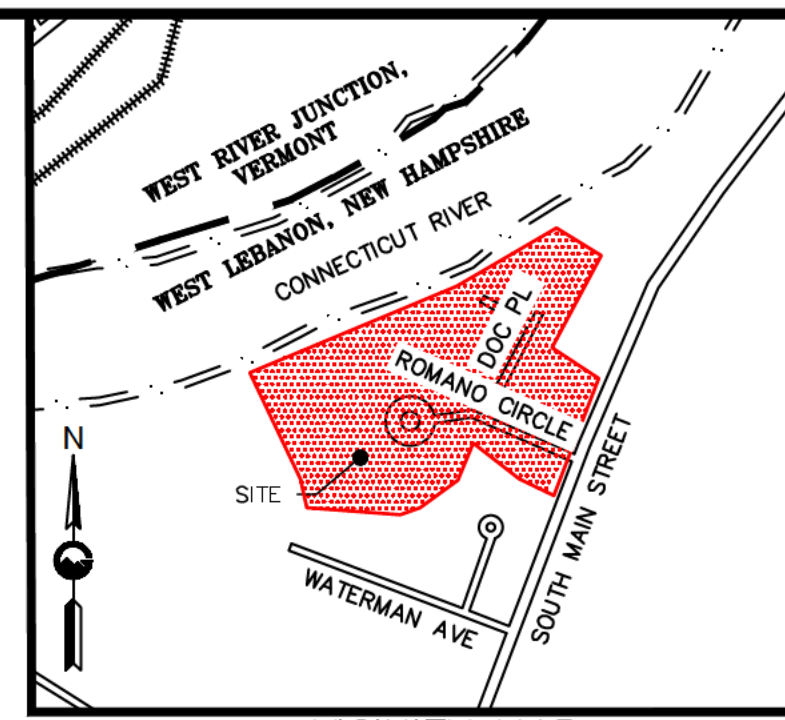 WEST RIVER JUNCTION,
VERMONT
WEST LEBANON, NEW HAMPSHIRE
CONNECTICUT RIVER
DOC PL
ROMANO CIRCLE
N
SITE
SOUTH MAIN STREET
WATERMAN AVE